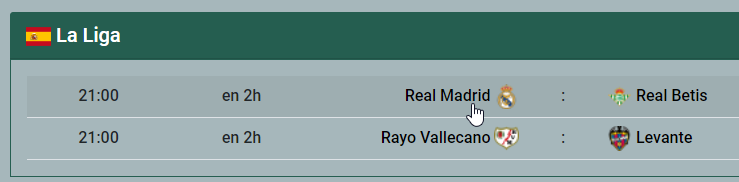 La Liga
21:00 en 2h Real Madrid : Real Betis
21:00 en 2h Rayo Vallecano : Levante